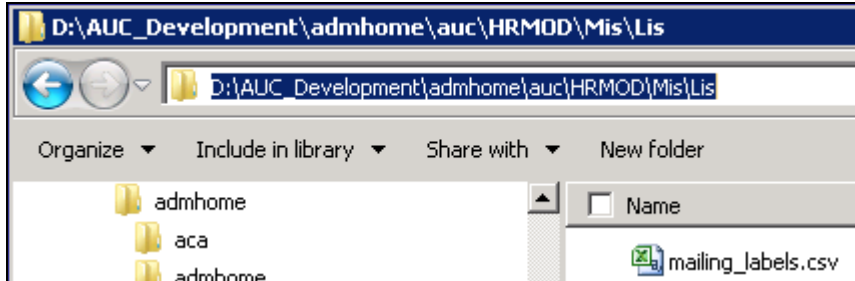 D:\AUC_Development\admhome\auc\HRMOD\Mis\Lis
D:\AUC_Development\admhome\auc\HRMOD\Mis\Lis
Organize Include in library Share with New folder
admhome Name
aca
mailing_labels.csv
admhome